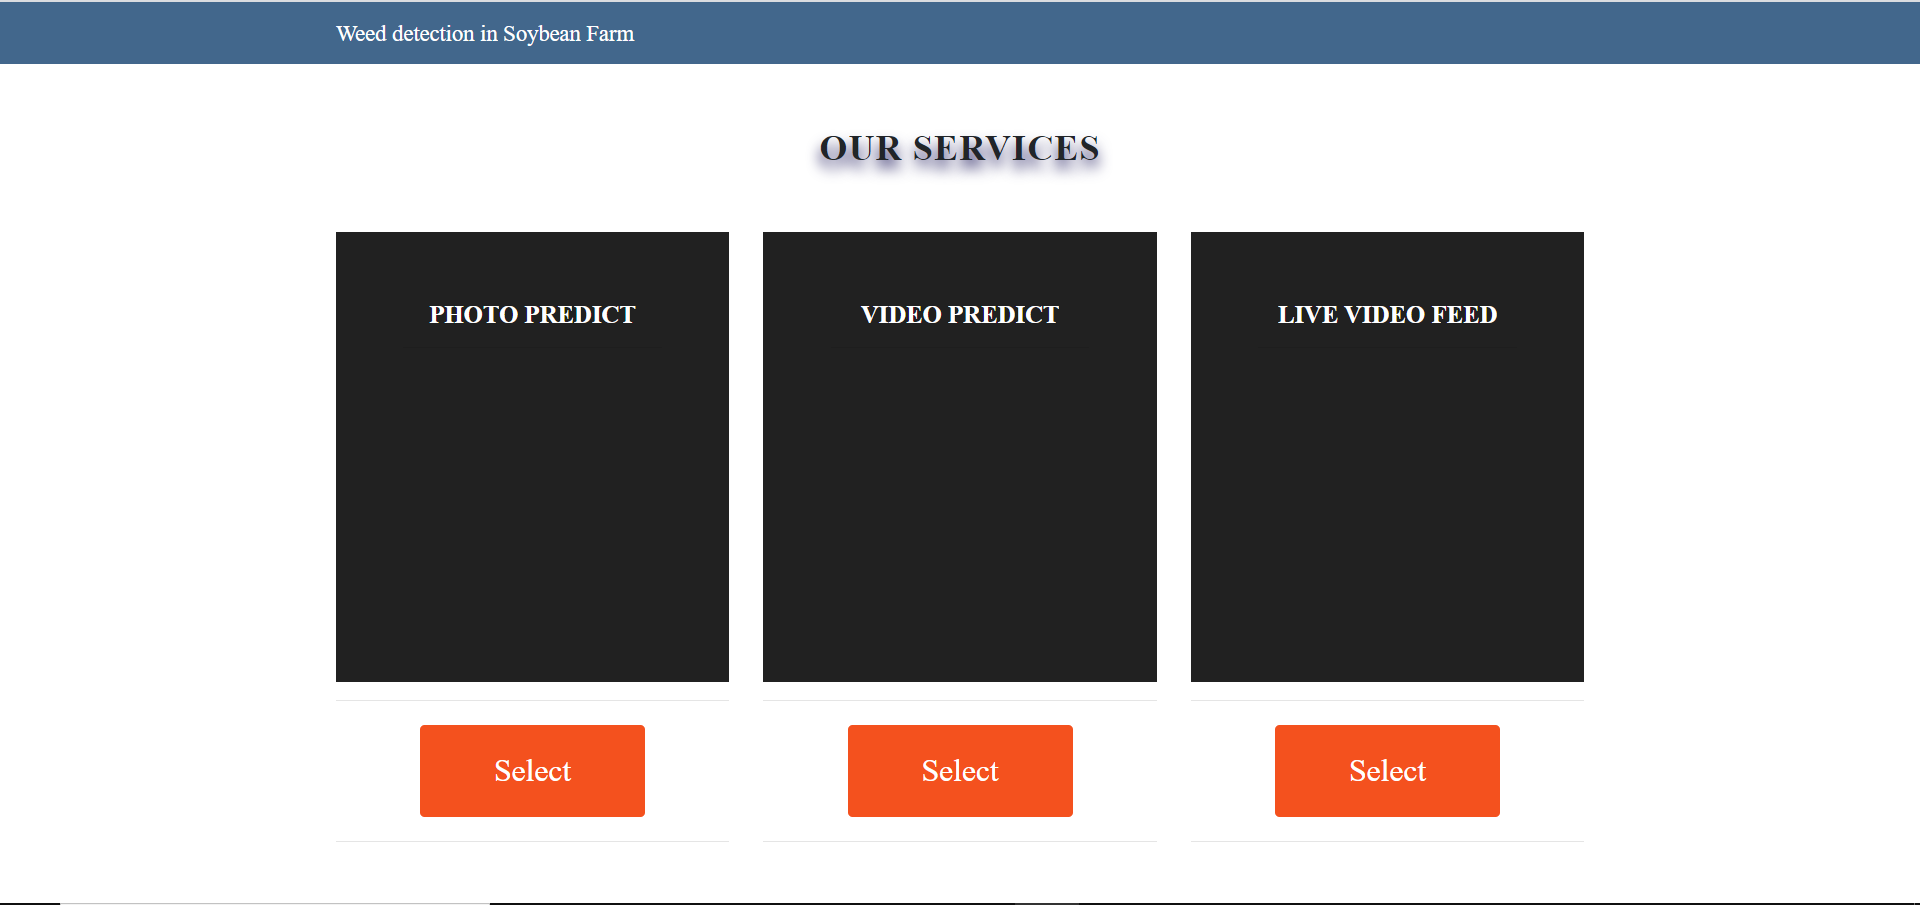 Weed detection in Soybean Farm
OUR SERVICES
PHOTO PREDICT
VIDEO PREDICT
LIVE VIDEO FEED
Select
Select
Select